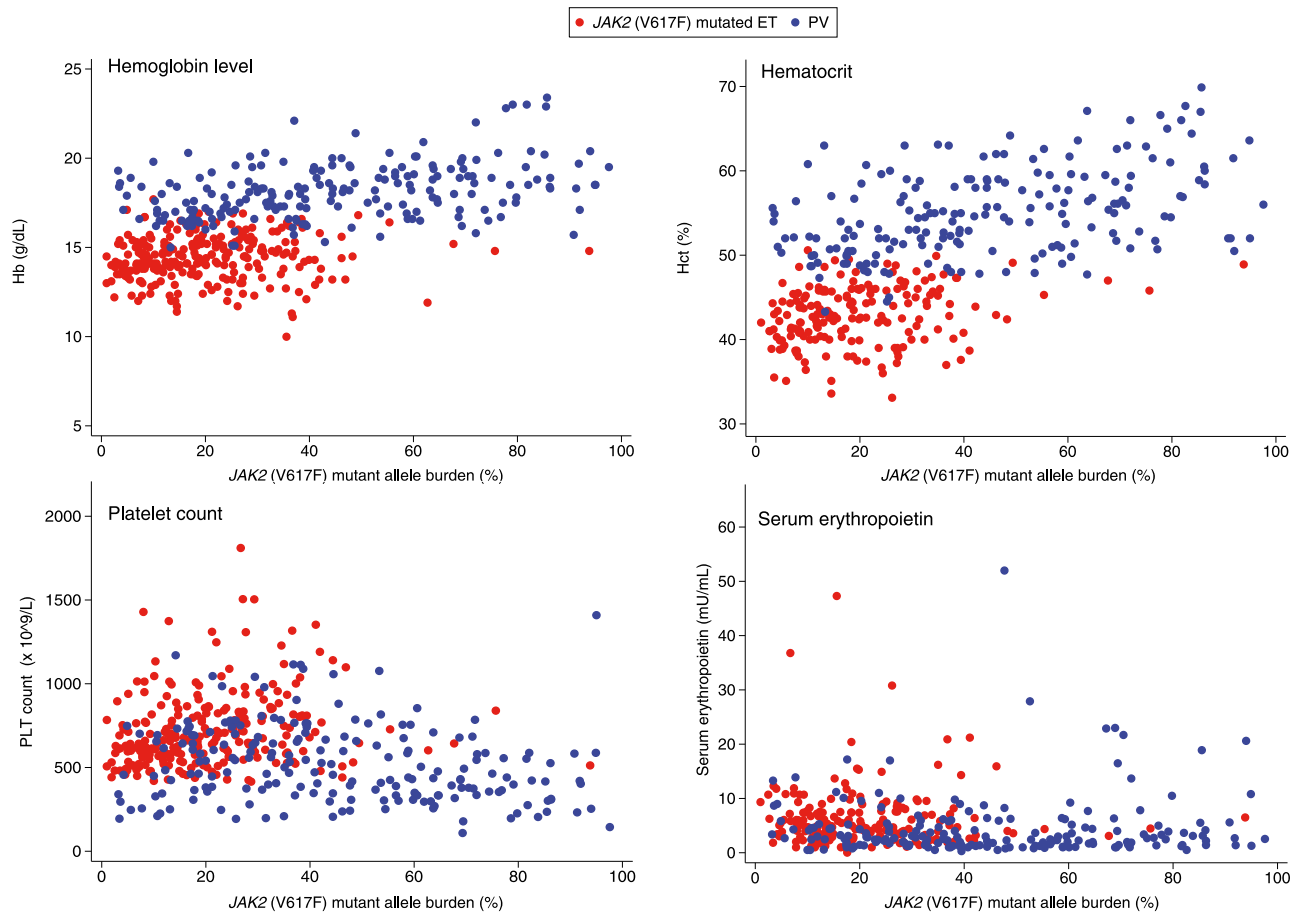 JAK2 (V617F) mutated ET PV
Hemoglobin level
Hb (g/dL)
25
20
15
10
5
0 20 40 60 80 100
JAK2 (V617F) mutant allele burden (%)
Hematocrit
Hct (%)
70
60
50
40
30
0 20 40 60 80 100
JAK2 (V617F) mutant allele burden (%)
Platelet count
PLT count (x 10^9/L)
2000
1500
1000
500
0
0 20 40 60 80 100
JAK2 (V617F) mutant allele burden (%)
Serum erythropoietin
Serum erythropoietin (mU/mL)
60
50
40
30
20
10
0
0 20 40 60 80 100
JAK2 (V617F) mutant allele burden (%)